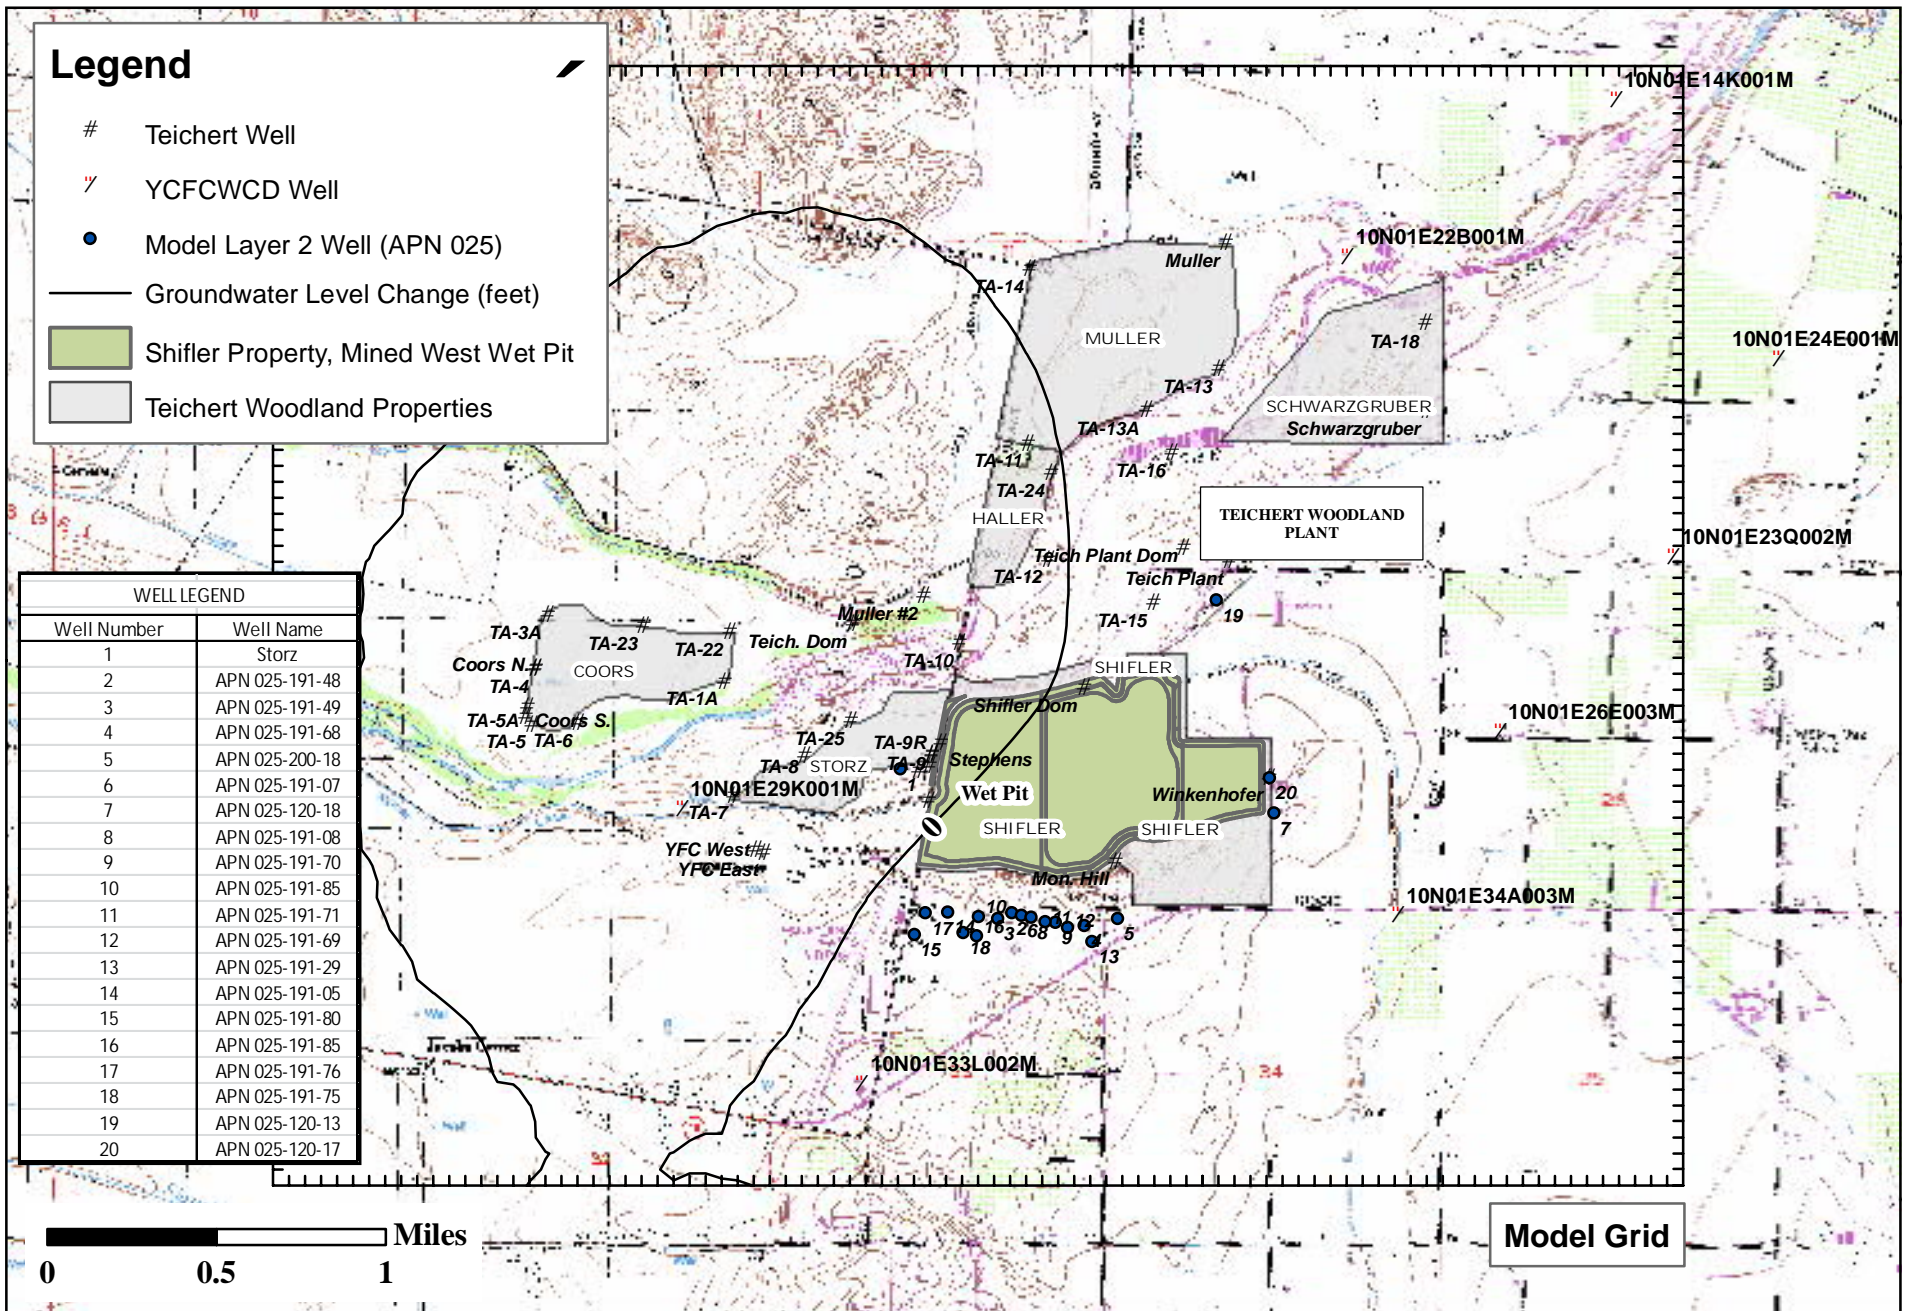 Legend
# Teichert Well
YCFCWCD Well
Model Layer 2 Well (APN 025)
Groundwater Level Change (feet)
Shifler Property, Mined West Wet Pit
Teichert Woodland Properties
10N01E14K001M
10N01E22B001M
Muller
TA-14
MULLER
TA-18
10N01E24E001M
TA-13
SCHWARZGRUBER
Schwarzgruber
TA-13A
TA-11
TA-16
TA-24
HALLER
TEICHERT WOODLAND
PLANT
10N01E23Q002M
Teich Plant Dom
TA-12
Teich Plant
TA-15
19
Muller #2
Teich. Dom
TA-3A
TA-23
TA-22
Coors N.
COORS
TA-4
TA-1A
TA-10
SHIFLER
Shifler Dom
TA-5A
Coors S.
TA-5
TA-6
TA-25
TA-9R
TA-8
STORZ
TA-9
1
Stephens
10N01E26E003M
10N01E29K001M
TA-7
Wet Pit
Winkenhofer
20
7
0
SHIFLER
SHIFLER
YFC West
YFC East
Mon. Hill
10N01E34A003M
10
17
14
16
3
2
6
8
11
9
12
4
5
15
18
13
10N01E33L002M
34
WELL LEGEND
Well Number Well Name
1 Storz
2 APN 025-191-48
3 APN 025-191-49
4 APN 025-191-68
5 APN 025-200-18
6 APN 025-191-07
7 APN 025-120-18
8 APN 025-191-08
9 APN 025-191-70
10 APN 025-191-85
11 APN 025-191-71
12 APN 025-191-69
13 APN 025-191-29
14 APN 025-191-05
15 APN 025-191-80
16 APN 025-191-85
17 APN 025-191-76
18 APN 025-191-75
19 APN 025-120-13
20 APN 025-120-17
Miles
0 0.5 1
Model Grid